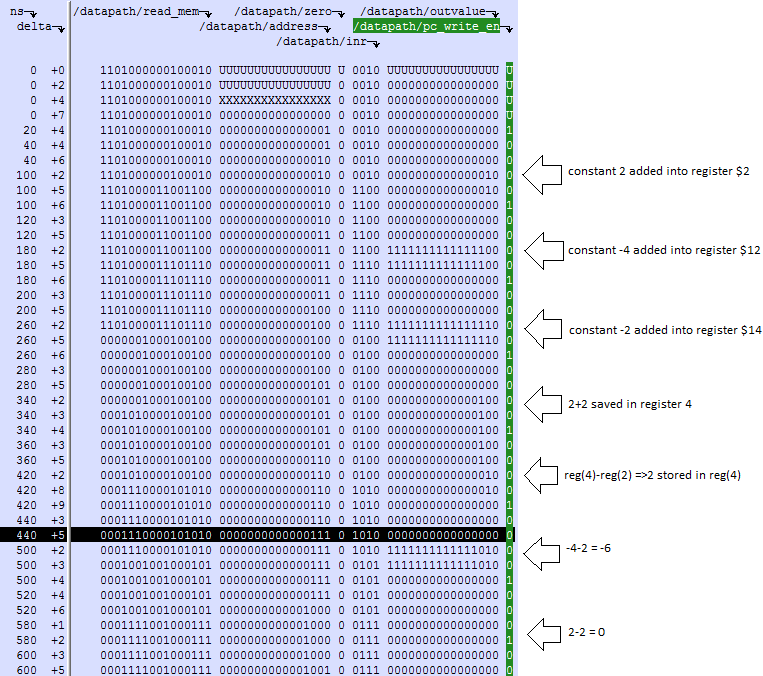 ns /datapath/read_mem /datapath/zero /datapath/outvalue
delta /datapath/address /datapath/pc_write_en
/datapath/inr
0 +0 1101000000100010 UUUUUUUUUUUUUUUU U 0010 UUUUUUUUUUUUUUUU U
0 +2 1101000000100010 UUUUUUUUUUUUUUUU U 0010 0000000000000000 U
0 +4 1101000000100010 XXXXXXXXXXXXXXXX U 0010 0000000000000000 U
0 +7 1101000000100010 0000000000000000 0 0010 0000000000000000 U
20 +4 1101000000100010 0000000000000001 0 0010 0000000000000000 1
40 +4 1101000000100010 0000000000000001 0 0010 0000000000000000 0
40 +6 1101000000100010 0000000000000010 0 0010 0000000000000000 0
100 +2 1101000000100010 0000000000000010 0 0010 0000000000000010 0
constant 2 added into register $2
100 +5 1101000011001100 0000000000000010 0 1100 0000000000000010 0
100 +6 1101000011001100 0000000000000010 0 1100 0000000000000000 1
120 +3 1101000011001100 0000000000000010 0 1100 0000000000000000 0
120 +5 1101000011001100 0000000000000011 0 1100 0000000000000000 0
180 +2 1101000011001100 0000000000000011 0 1100 1111111111111100 0
constant -4 added into register $12
180 +5 1101000011101110 0000000000000011 0 1110 1111111111111100 0
180 +6 1101000011101110 0000000000000011 0 1110 0000000000000000 1
200 +3 1101000011101110 0000000000000011 0 1110 0000000000000000 0
200 +5 1101000011101110 0000000000000100 0 1110 0000000000000000 0
260 +2 1101000011101110 0000000000000100 0 1110 1111111111111110 0
constant -2 added into register $14
260 +5 0000001000100100 0000000000000100 0 0100 1111111111111110 0
260 +6 0000001000100100 0000000000000100 0 0100 0000000000000000 1
280 +3 0000001000100100 0000000000000100 0 0100 0000000000000000 0
280 +5 0000001000100100 0000000000000101 0 0100 0000000000000000 0
340 +2 0000001000100100 0000000000000101 0 0100 0000000000000100 0
2+2 saved in register 4
340 +3 0001010000100100 0000000000000101 0 0100 0000000000000100 0
340 +4 0001010000100100 0000000000000101 0 0100 0000000000000100 1
360 +3 0001010000100100 0000000000000101 0 0100 0000000000000100 0
360 +5 0001010000100100 0000000000000110 0 0100 0000000000000100 0
420 +2 0001010000100100 0000000000000110 0 0100 0000000000000010 0
reg(4)-reg(2) =>2 stored in reg(4)
420 +8 0001110000101010 0000000000000110 0 1010 0000000000000010 0
420 +9 0001110000101010 0000000000000110 0 1010 0000000000000000 1
440 +3 0001110000101010 0000000000000110 0 1010 0000000000000000 0
440 +5 0001110000101010 0000000000000111 0 1010 0000000000000000 0
500 +2 0001110000101010 0000000000000111 0 1010 1111111111111010 0
-4-2 = -6
500 +3 0001001001000101 0000000000000111 0 0101 1111111111111010 0
500 +4 0001001001000101 0000000000000111 0 0101 0000000000000000 1
520 +4 0001001001000101 0000000000000111 0 0101 0000000000000000 0
520 +6 0001001001000101 0000000000001000 0 0101 0000000000000000 0
580 +1 0001111001000111 0000000000001000 0 0111 0000000000000000 0
2-2 = 0
580 +2 0001111001000111 0000000000001000 0 0111 0000000000000000 1
600 +3 0001111001000111 0000000000001000 0 0111 0000000000000000 0
600 +5 0001111001000111 0000000000001001 0 0111 0000000000000000 0